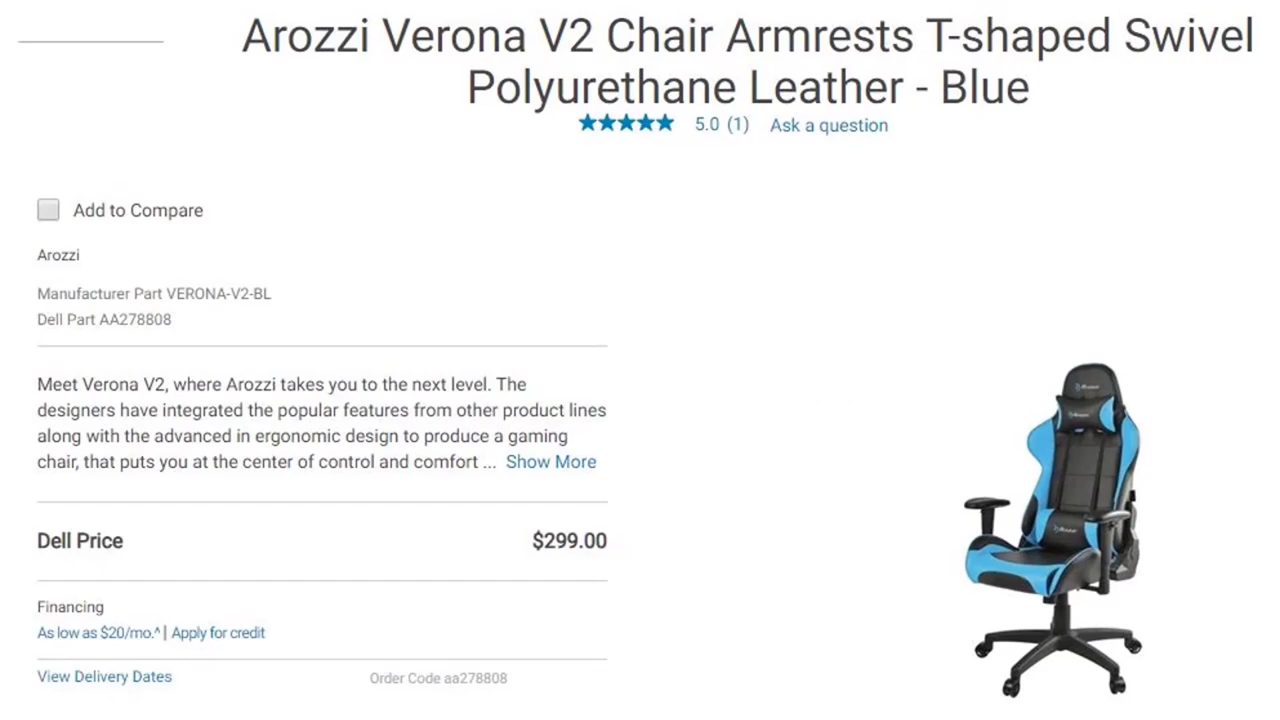 Arozzi Verona V2 Chair Armrests T-shaped Swivel
Polyurethane Leather - Blue
5.0 (1) Ask a question
Add to Compare
Arozzi
Manufacturer Part VERONA-V2-BL
Dell Part AA278808
Meet Verona V2, where Arozzi takes you to the next level. The
designers have integrated the popular features from other product lines
along with the advanced in ergonomic design to produce a gaming
chair, that puts you at the center of control and comfort ... Show More
Dell Price $299.00
Financing
As low as $20/mo.^ | Apply for credit
View Delivery Dates Order Code aa278808